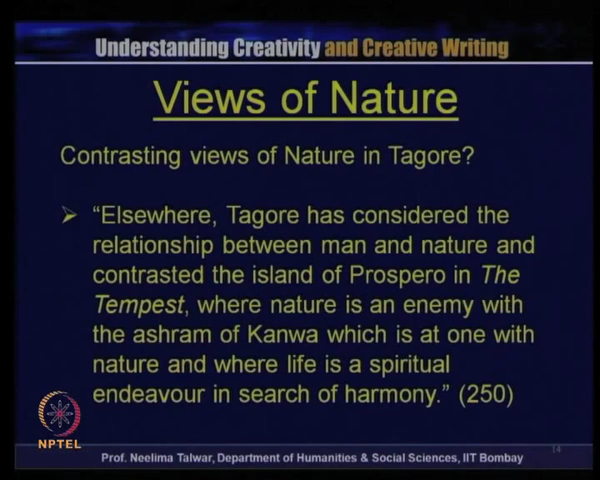 Understanding Creativity and Creative Writing
Views of Nature
Contrasting views of Nature in Tagore?
“Elsewhere, Tagore has considered the
relationship between man and nature and
contrasted the island of Prospero in The
Tempest, where nature is an enemy with
the ashram of Kanwa which is at one with
nature and where life is a spiritual
endeavour in search of harmony.” (250)
NPTEL
14
Prof. Neelima Talwar, Department of Humanities & Social Sciences, IIT Bombay